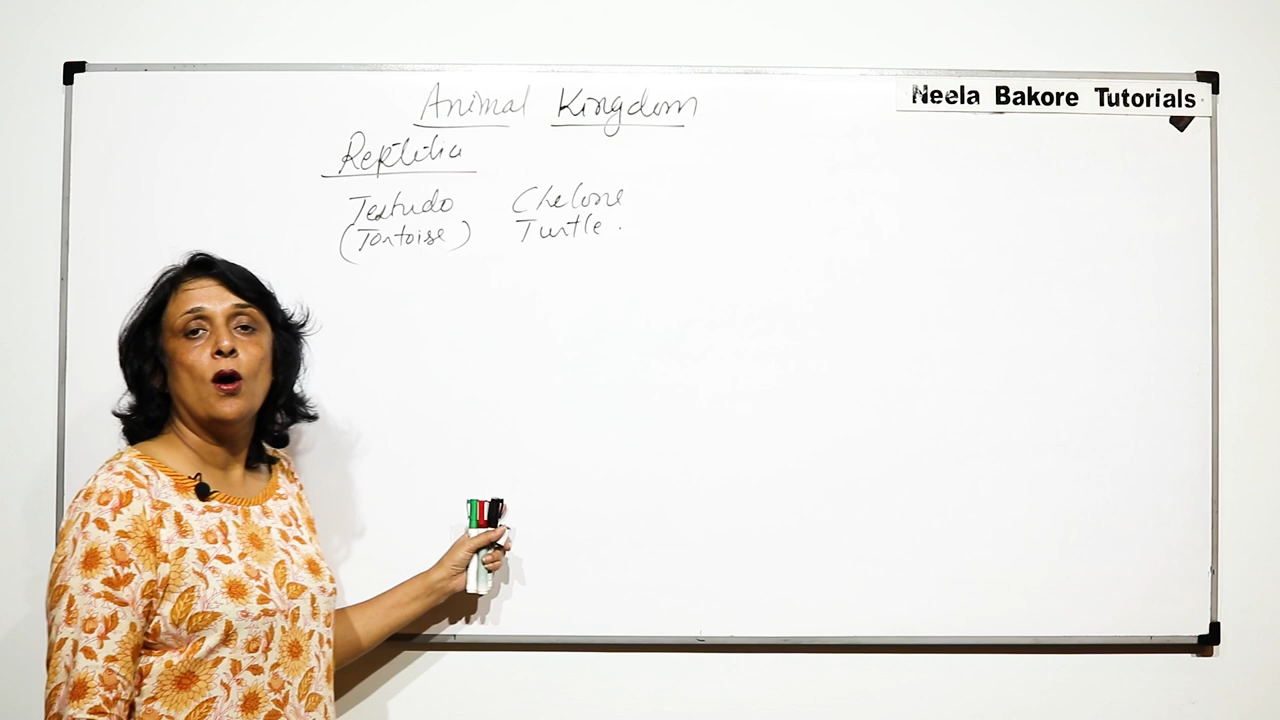 Neela Bakore Tutorials
Animal Kingdom
Reptilia
Testudo Chelone
(Tortoise) Turtle.